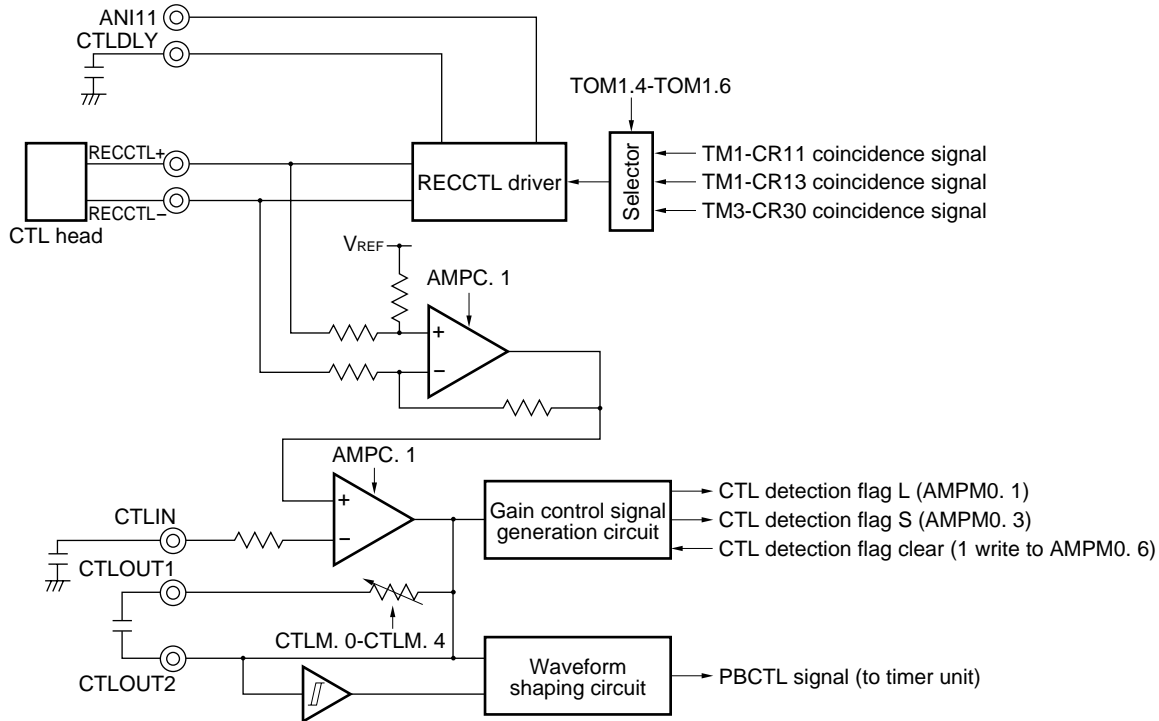 ANI11
CTLDLY
TOM1.4-TOM1.6
RECCTL+
RECCTL−
CTL head
RECCTL driver
Selector
TM1-CR11 coincidence signal
TM1-CR13 coincidence signal
TM3-CR30 coincidence signal
VREF
AMPC. 1
+
−
AMPC. 1
+
−
CTLIN
Gain control signal
generation circuit
CTL detection flag L (AMPM0. 1)
CTL detection flag S (AMPM0. 3)
CTL detection flag clear (1 write to AMPM0. 6)
CTLOUT1
CTLM. 0-CTLM. 4
CTLOUT2
Waveform
shaping circuit
PBCTL signal (to timer unit)